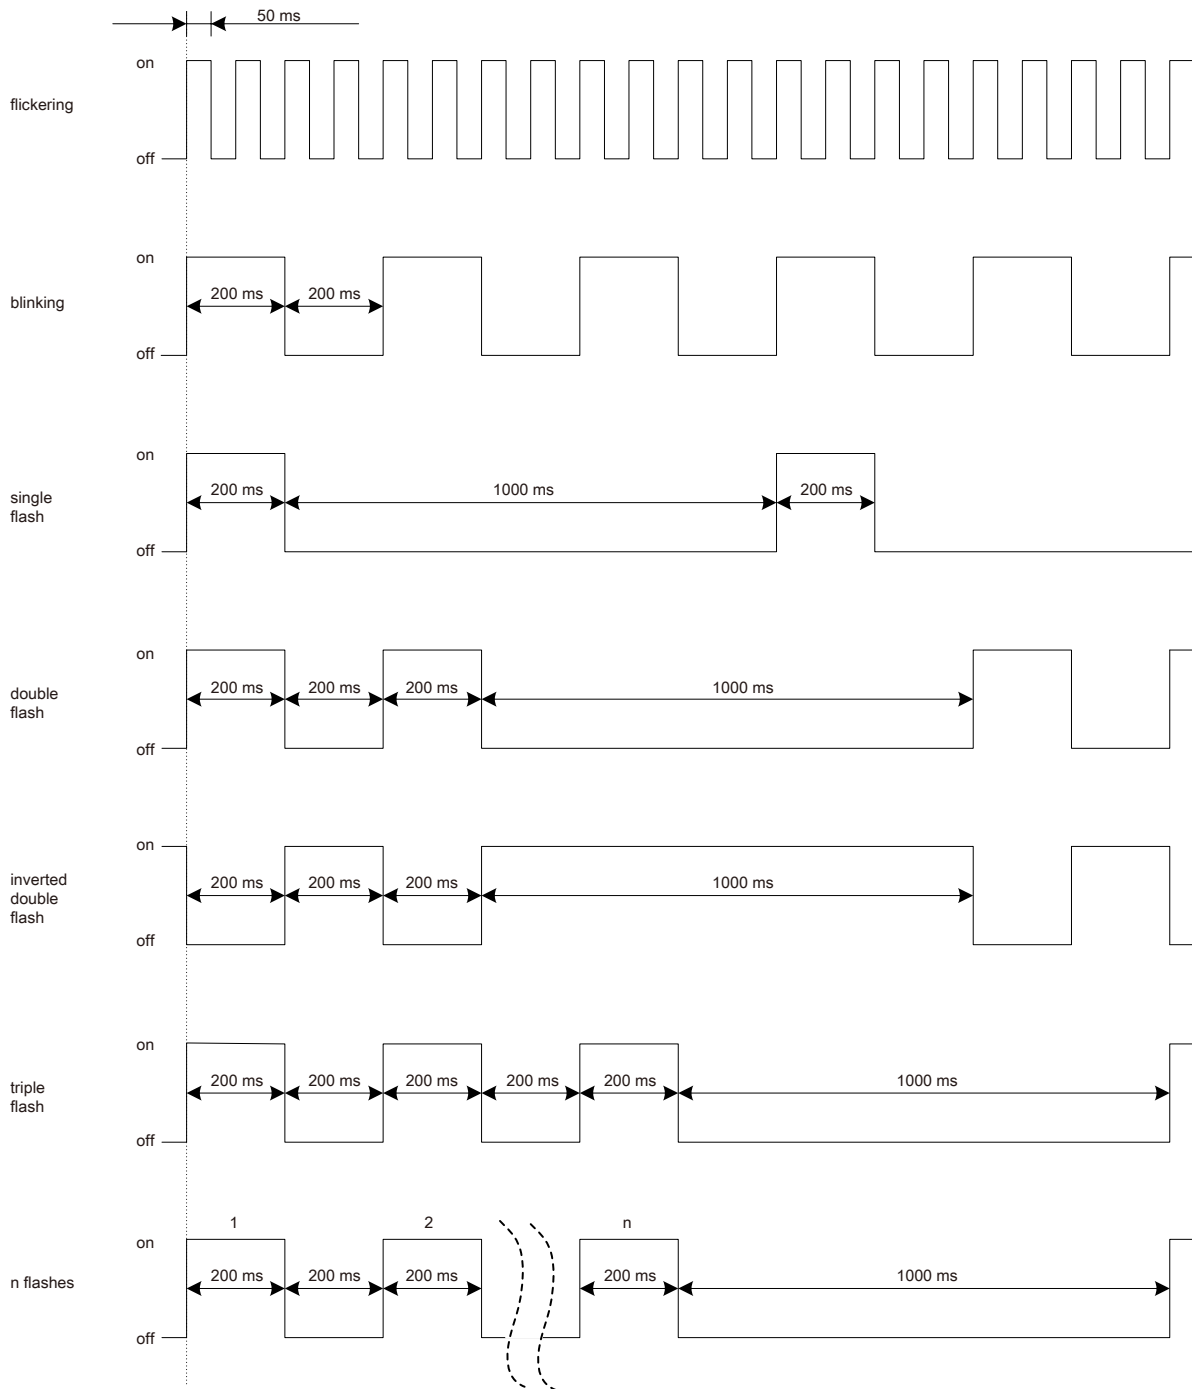 50 ms
on
flickering
off
on
200 ms 200 ms
blinking
off
on
200 ms 1000 ms 200 ms
single
flash
off
on
200 ms 200 ms 200 ms 1000 ms
double
flash
off
on
200 ms 200 ms 200 ms 1000 ms
inverted
double
flash
off
on
200 ms 200 ms 200 ms 200 ms 200 ms 1000 ms
triple
flash
off
1 2 n
on
200 ms 200 ms 200 ms 200 ms 1000 ms
n flashes
off